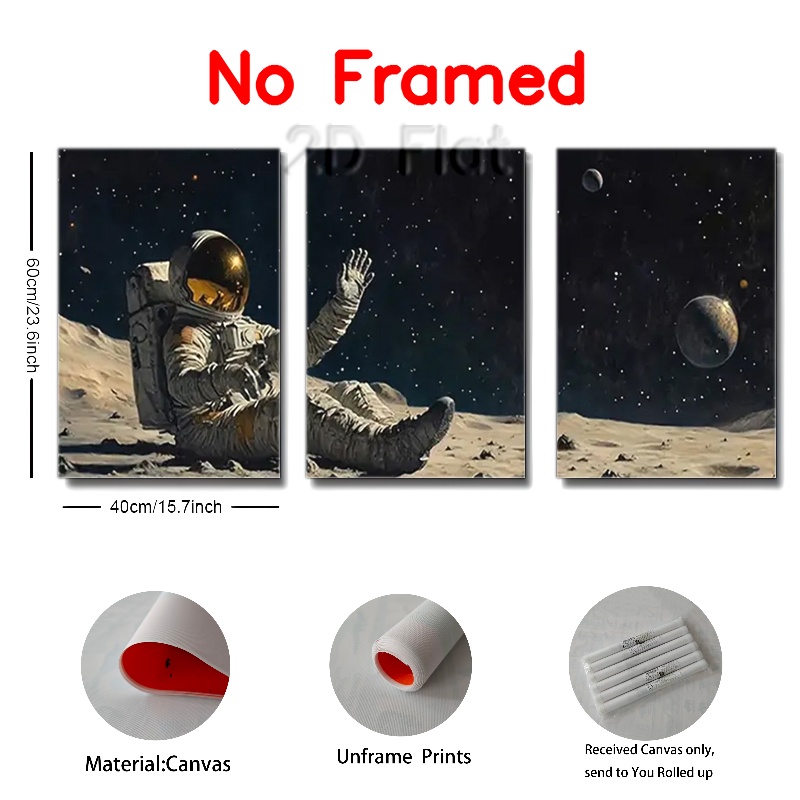 No Framed
2D Flat
60cm/23.6inch
40cm/15.7inch
Material:Canvas
Unframe Prints
Received Canvas only,
send to You Rolled up